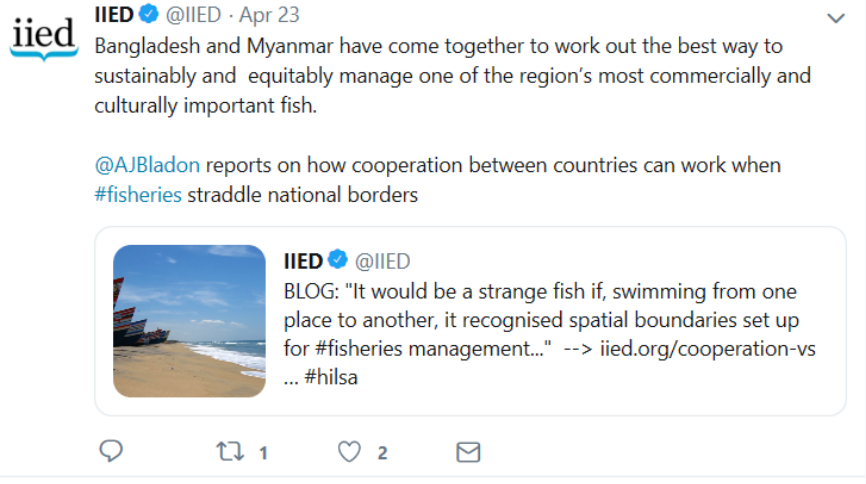 iied
IIED @IIED · Apr 23
Bangladesh and Myanmar have come together to work out the best way to
sustainably and  equitably manage one of the region's most commercially and
culturally important fish.
@AJBladon reports on how cooperation between countries can work when
#fisheries straddle national borders
IIED @IIED
BLOG: "It would be a strange fish if, swimming from one
place to another, it recognised spatial boundaries set up
for #fisheries management..."  --> iied.org/cooperation-vs
... #hilsa
1 2